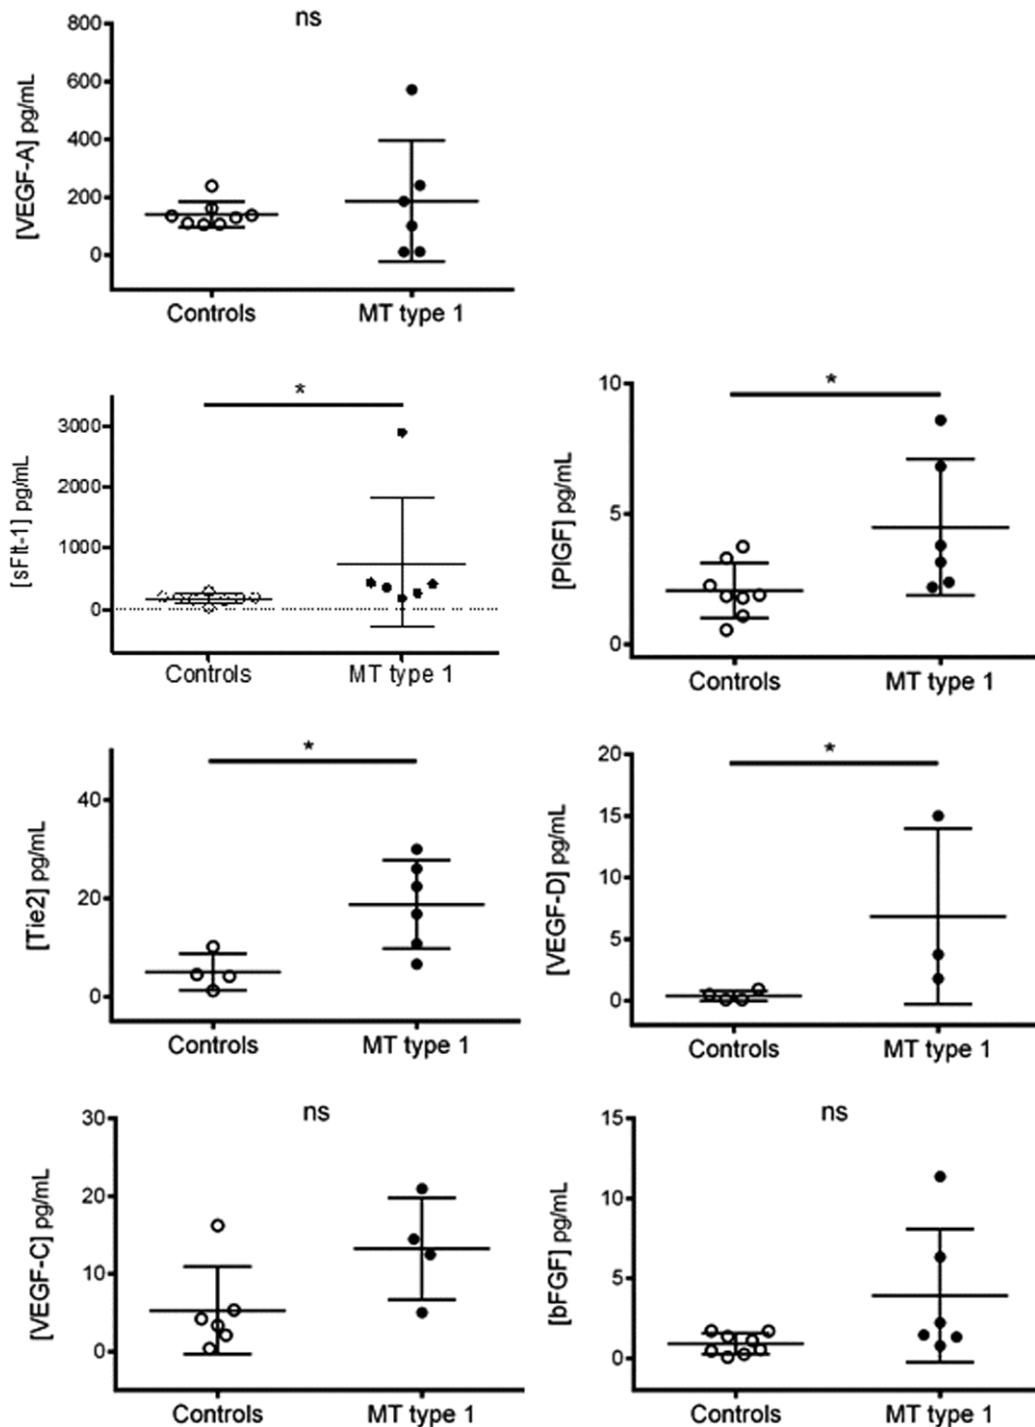 ns
[VEGF-A] pg/mL
800
600
400
200
0
Controls
MT type 1
*
[sFlt-1] pg/mL
3000
2000
1000
0
Controls
MT type 1
*
[PlGF] pg/mL
10
5
0
Controls
MT type 1
*
[Tie2] pg/mL
40
20
0
Controls
MT type 1
*
[VEGF-D] pg/mL
20
15
10
5
0
Controls
MT type 1
ns
[VEGF-C] pg/mL
30
20
10
0
Controls
MT type 1
ns
[bFGF] pg/mL
15
10
5
0
Controls
MT type 1